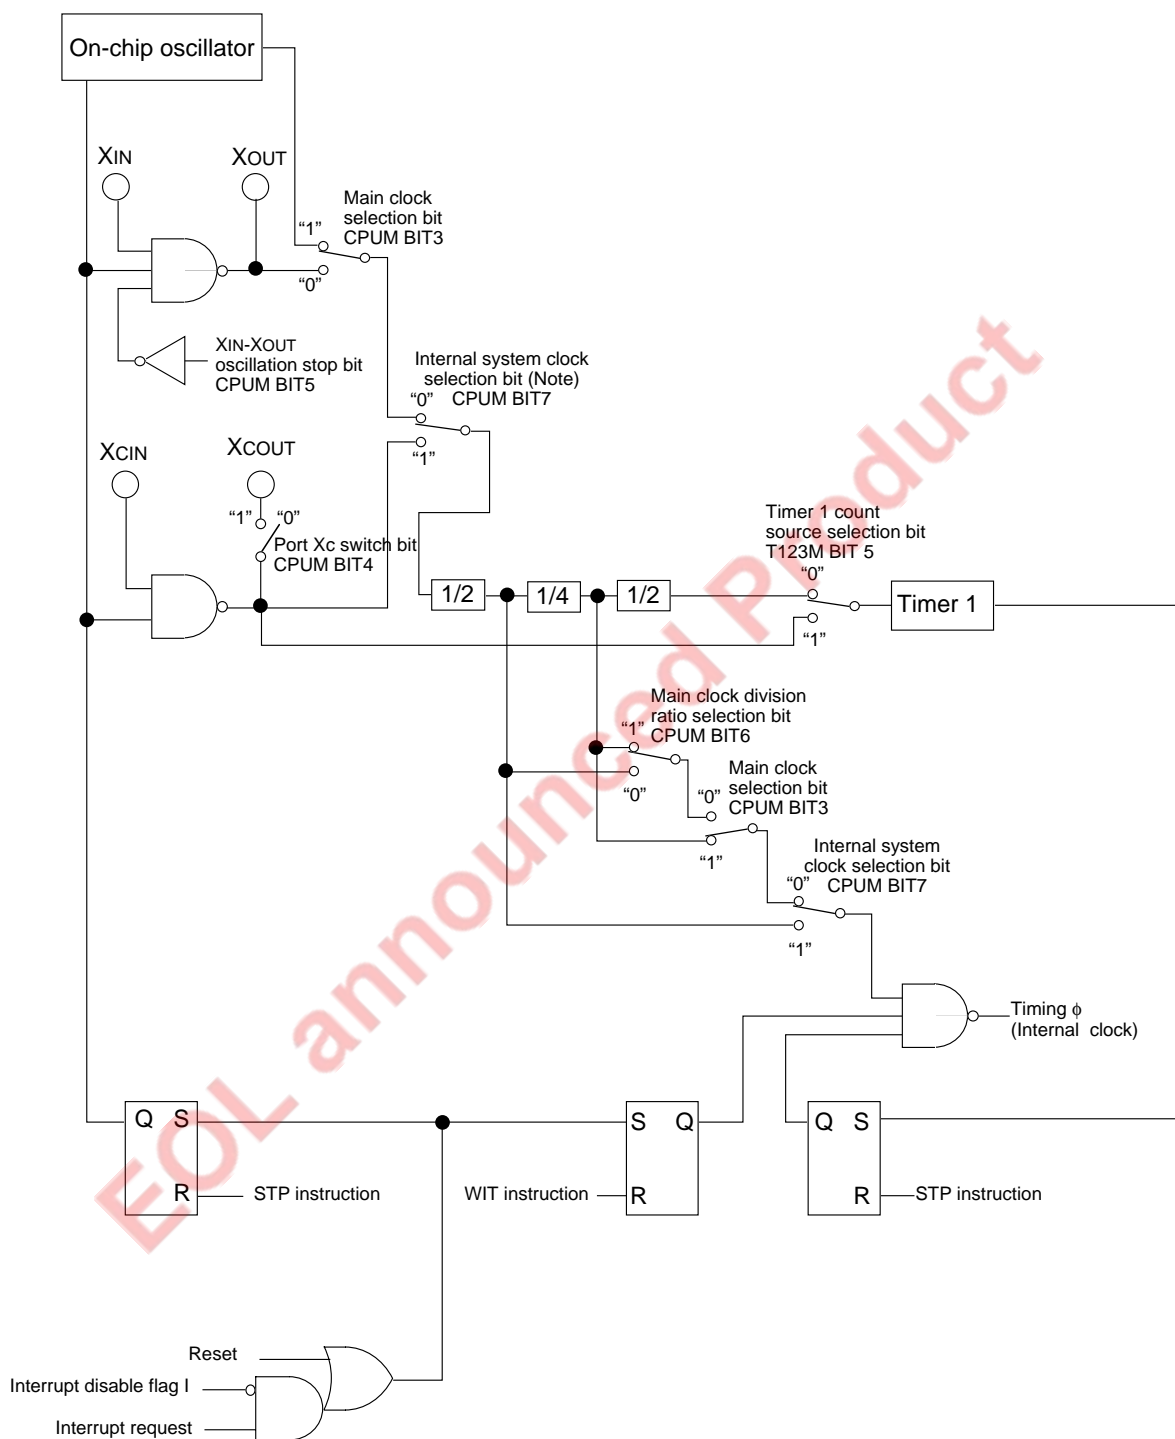 On-chip oscillator
XIN
XOUT
Main clock
selection bit
CPUM BIT3
“1”
“0”
XIN-XOUT
oscillation stop bit
CPUM BIT5
Internal system clock
selection bit (Note)
CPUM BIT7
“0”
“1”
XCIN
XCOUT
“1”
“0”
Port Xc switch bit
CPUM BIT4
Timer 1 count
source selection bit
T123M BIT 5
“0”
“1”
1/2
1/4
1/2
Timer 1
Main clock division
ratio selection bit
CPUM BIT6
“1”
“0”
Main clock
selection bit
CPUM BIT3
“0”
“1”
Internal system
clock selection bit
CPUM BIT7
“0”
“1”
Timing ϕ
(Internal clock)
Q S
R
STP instruction
WIT instruction
S Q
R
Q S
R
STP instruction
Reset
Interrupt disable flag I
Interrupt request
EOL announced Product